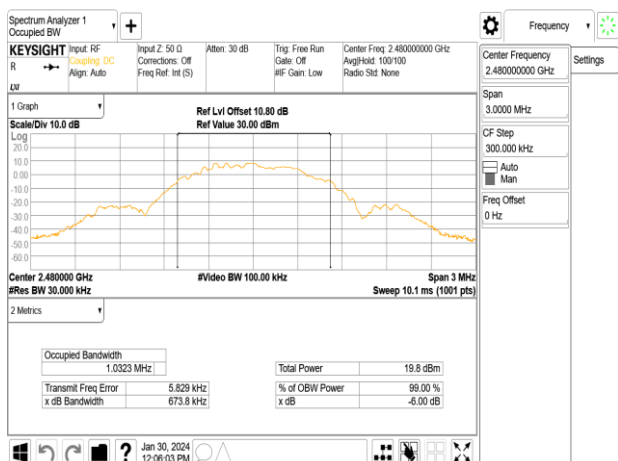 Spectrum Analyzer 1
Occupied BW
Frequency
KEYSIGHT Input: RF Input Z: 50 Ω Atten: 30 dB Trig: Free Run Center Freq: 2.480000000 GHz
R Coupling: DC Corrections: Off Gate: Off Avg|Hold: 100/100
Align: Auto Freq Ref: Int (S) #IF Gain: Low Radio Std: None
LXI
Center Frequency
2.480000000 GHz
Settings
Span
3.0000 MHz
CF Step
300.000 kHz
Auto
Man
Freq Offset
0 Hz
1 Graph
Ref Lvl Offset 10.80 dB
Scale/Div 10.0 dB Ref Value 30.00 dBm
Log
20.0
10.0
0.00
-10.0
-20.0
-30.0
-40.0
-50.0
-60.0
Center 2.480000 GHz #Video BW 100.00 kHz Span 3 MHz
#Res BW 30.000 kHz Sweep 10.1 ms (1001 pts)
2 Metrics
Occupied Bandwidth
1.0323 MHz Total Power 19.8 dBm
Transmit Freq Error 5.829 kHz % of OBW Power 99.00 %
x dB Bandwidth 673.8 kHz x dB -6.00 dB
?
Jan 30, 2024
12:06:03 PM